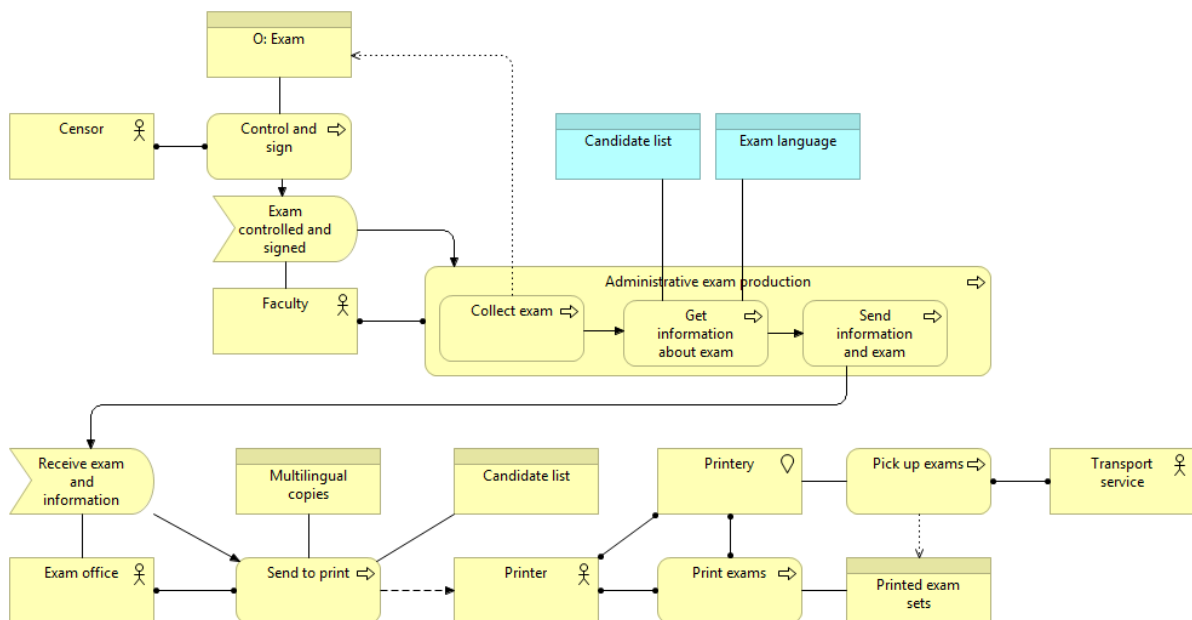 O: Exam
Censor
Control and
sign
Candidate list
Exam language
Exam
controlled and
signed
Administrative exam production
Faculty
Collect exam
Get
information
about exam
Send
information
and exam
Receive exam
and
information
Multilingual
copies
Candidate list
Printery
Pick up exams
Transport
service
Exam office
Send to print
Printer
Print exams
Printed exam
sets